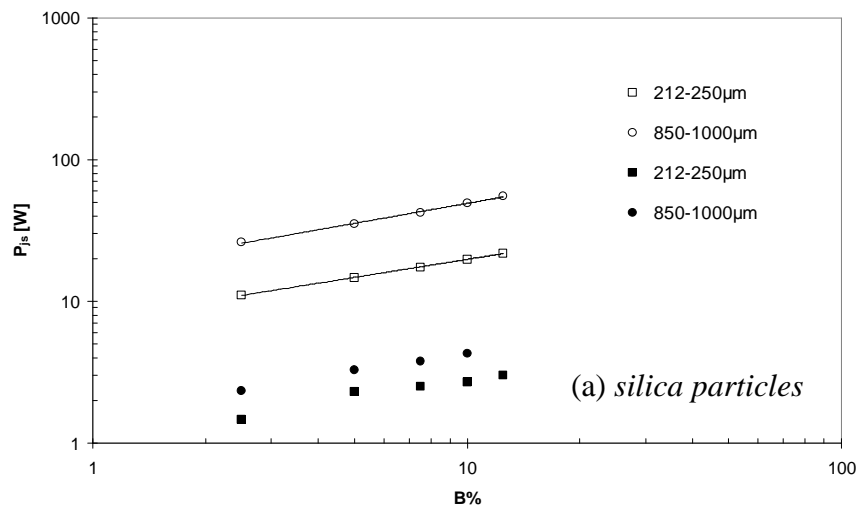 1000
100
10
1
P_js [W]
1
10
100
B%
212-250µm
850-1000µm
212-250µm
850-1000µm
(a) silica particles